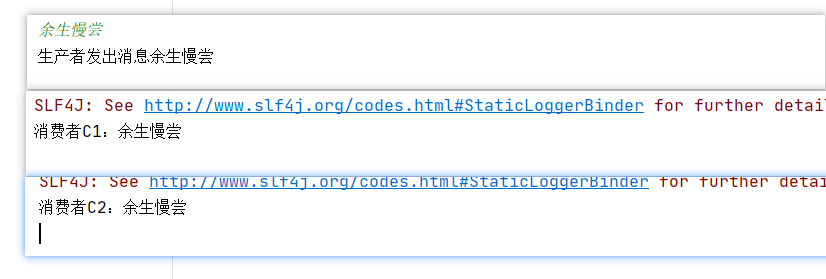 余生慢尝
生产者发出消息余生慢尝
SLF4J: See http://www.slf4j.org/codes.html#StaticLoggerBinder for further detai
消费者C1: 余生慢尝
SLF4J: See http://www.slf4j.org/codes.html#StaticLoggerBinder for further detai
消费者C2: 余生慢尝